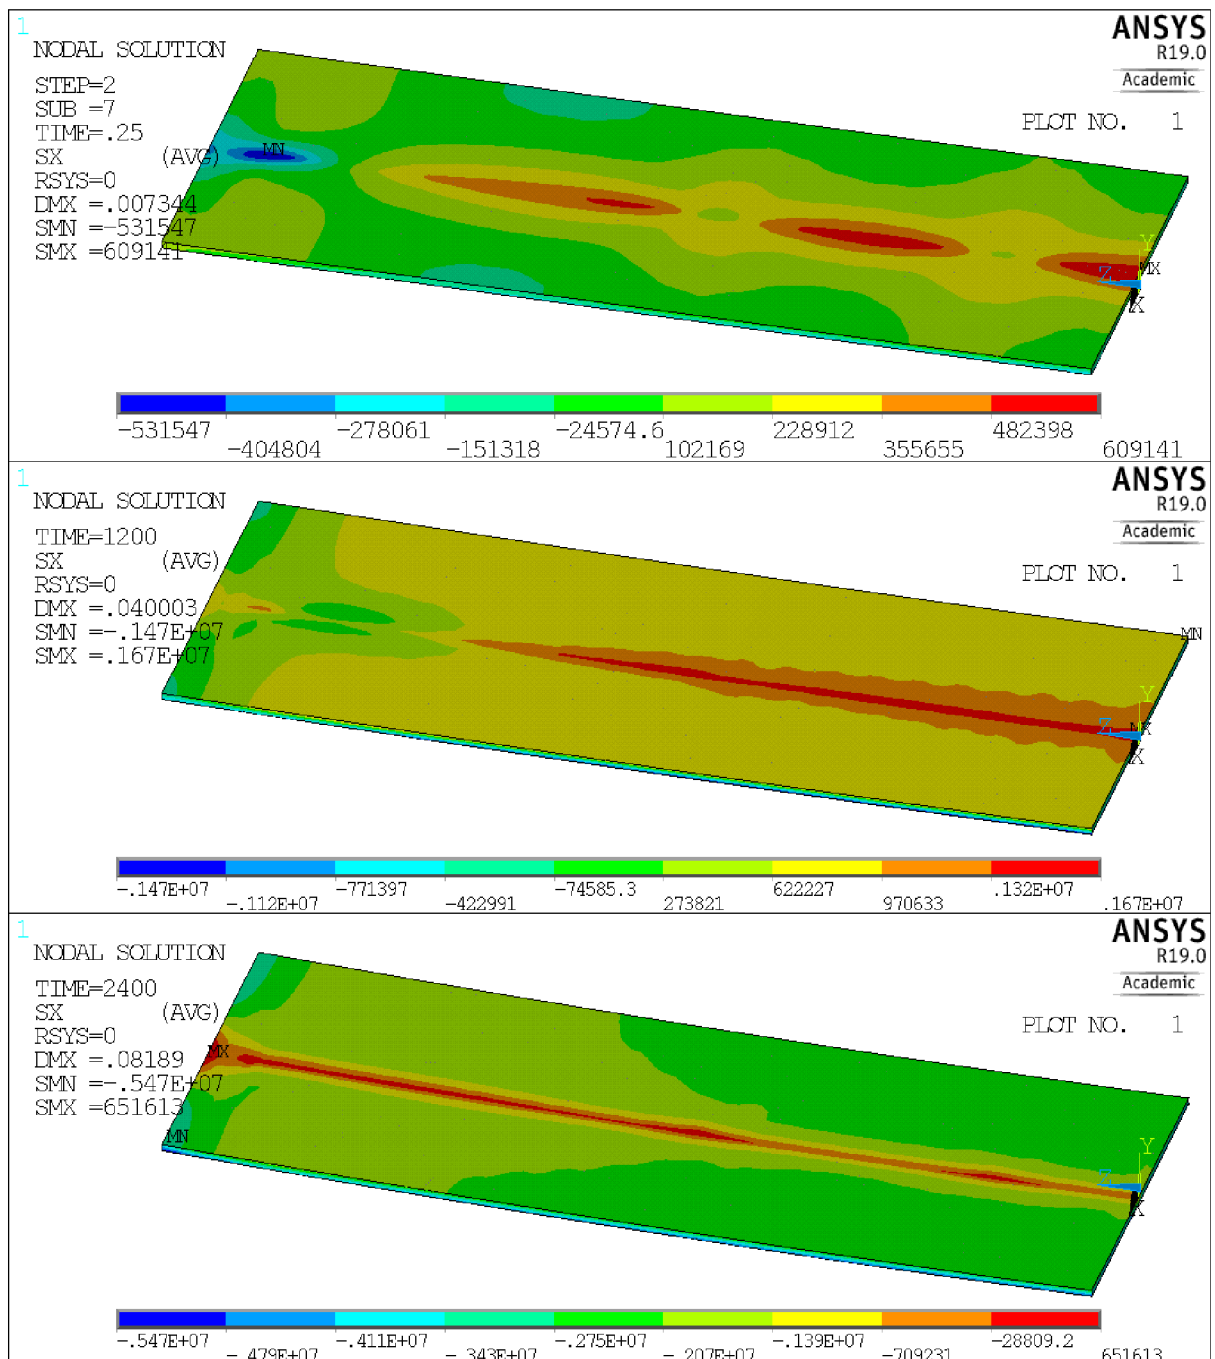 1
ANSYS
R19.0
Academic
NODAL SOLUTION
STEP=2
SUB =7
TIME=.25
SX (AVG)
RSYS=0
DMX =.007344
SMN =-531547
SMX =609141
PLOT NO. 1
MN
Y
MX
Z
X
-531547 -278061 -24574.6 228912 482398
-404804 -151318 102169 355655 609141
1
ANSYS
R19.0
Academic
NODAL SOLUTION
TIME=1200
SX (AVG)
RSYS=0
DMX =.040003
SMN =-.147E+07
SMX =.167E+07
PLOT NO. 1
MN
Y
Z
MX
X
-.147E+07 -771397 -74585.3 622227 .132E+07
-.112E+07 -422991 273821 970633 .167E+07
1
ANSYS
R19.0
Academic
NODAL SOLUTION
TIME=2400
SX (AVG)
RSYS=0
DMX =.08189
SMN =-.547E+07
SMX =651613
PLOT NO. 1
MX
MN
Y
Z
X
-.547E+07 -.411E+07 -.275E+07 -.139E+07 -28809.2
-.479E+07 -.343E+07 -.207E+07 -709231 651613